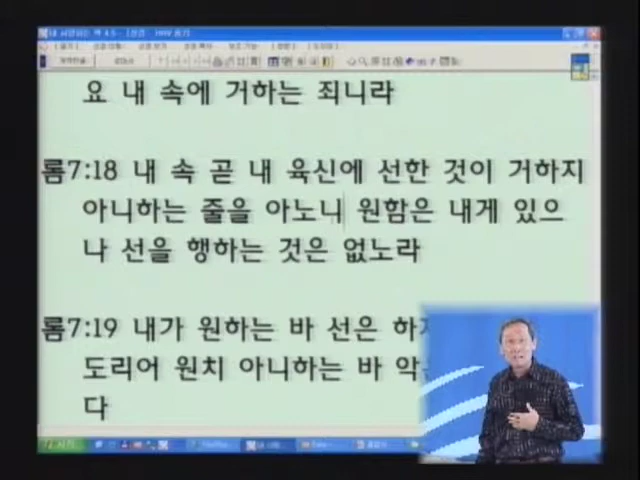 요 내 속에 거하는 죄니라
롬7:18 내 속 곧 내 육신에 선한 것이 거하지
아니하는 줄을 아노니 원함은 내게 있으
나 선을 행하는 것은 없노라
롬7:19 내가 원하는 바 선은
도리어 원치 아니하는 바
다